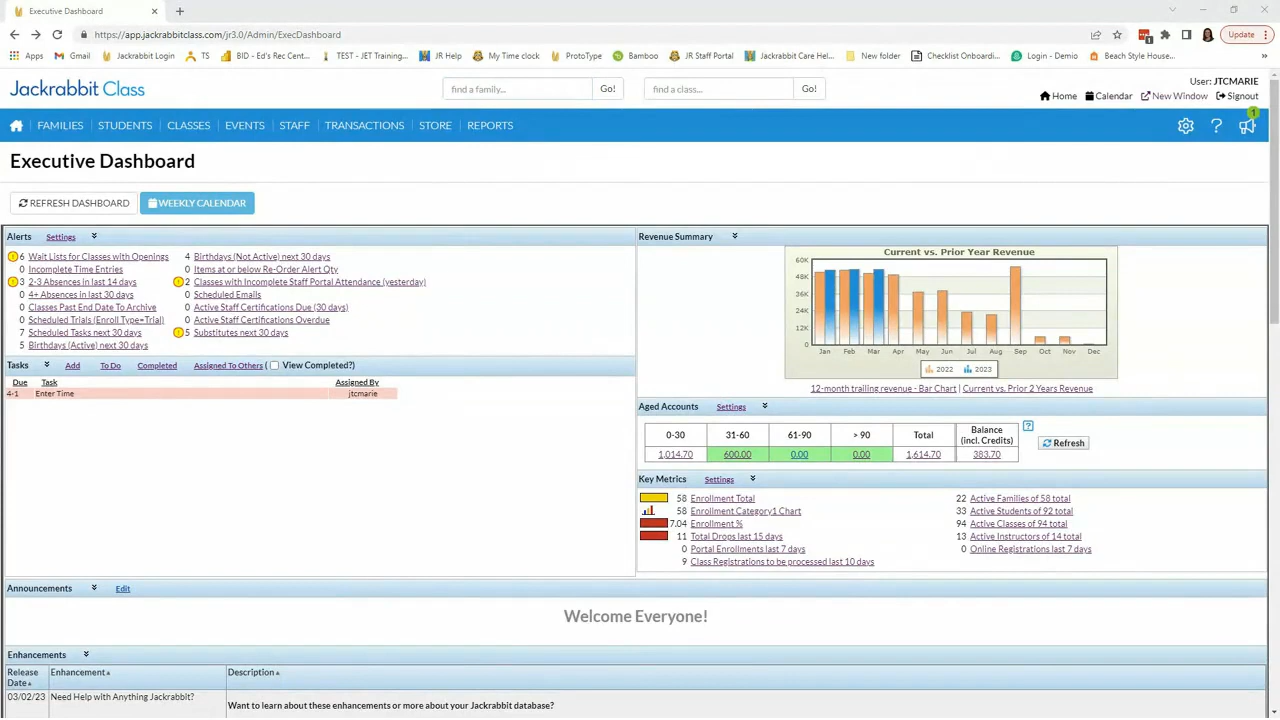 Executive Dashboard
https://app.jackrabbitclass.com/jr3.0/Admin/ExecDashboard
Update
Apps Gmail Jackrabbit Login TS BID - Ed's Rec Cent... TEST - JET Training... JR Help My Time clock ProtoType Bamboo JR Staff Portal Jackrabbit Care Hel... New folder Checklist Onboardi... Login - Demio Beach Style House...
Jackrabbit Class
find a family... Go! find a class... Go!
User: JTCMARIE
Home Calendar New Window Signout
FAMILIES STUDENTS CLASSES EVENTS STAFF TRANSACTIONS STORE REPORTS
? 1
Executive Dashboard
REFRESH DASHBOARD WEEKLY CALENDAR
Alerts Settings
6 Wait Lists for Classes with Openings
0 Incomplete Time Entries
3 2-3 Absences in last 14 days
0 4+ Absences in last 30 days
0 Classes Past End Date To Archive
0 Scheduled Trials (Enroll Type=Trial)
7 Scheduled Tasks next 30 days
5 Birthdays (Active) next 30 days
4 Birthdays (Not Active) next 30 days
0 Items at or below Re-Order Alert Qty
2 Classes with Incomplete Staff Portal Attendance (yesterday)
0 Scheduled Emails
0 Active Staff Certifications Due (30 days)
0 Active Staff Certifications Overdue
5 Substitutes next 30 days
Tasks Add To Do Completed Assigned To Others ( View Completed?)
Due Task Assigned By
4-1 Enter Time jtcmarie
Revenue Summary
Current vs. Prior Year Revenue
60K
48K
36K
24K
12K
0
Jan Feb Mar Apr May Jun Jul Aug Sep Oct Nov Dec
2022 2023
12-month trailing revenue - Bar Chart | Current vs. Prior 2 Years Revenue
Aged Accounts Settings
0-30 31-60 61-90 > 90 Total Balance (incl. Credits) ?
1,014.70 600.00 0.00 0.00 1,614.70 383.70
Refresh
Key Metrics Settings
58 Enrollment Total
58 Enrollment Category1 Chart
7.04 Enrollment %
11 Total Drops last 15 days
0 Portal Enrollments last 7 days
9 Class Registrations to be processed last 10 days
22 Active Families of 58 total
33 Active Students of 92 total
94 Active Classes of 94 total
13 Active Instructors of 14 total
0 Online Registrations last 7 days
Announcements Edit
Welcome Everyone!
Enhancements
Release Date Enhancement Description
03/02/23 Need Help with Anything Jackrabbit?
Want to learn about these enhancements or more about your Jackrabbit database?